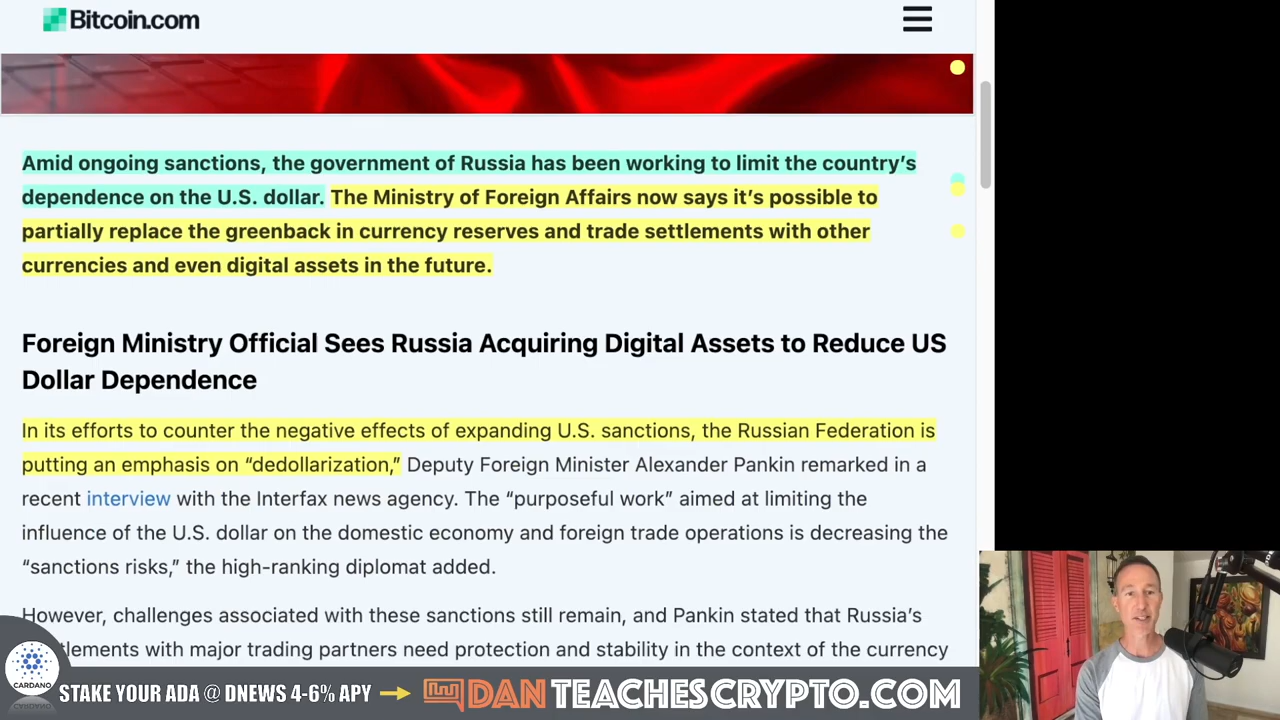 Bitcoin.com
Amid ongoing sanctions, the government of Russia has been working to limit the country’s
dependence on the U.S. dollar. The Ministry of Foreign Affairs now says it’s possible to
partially replace the greenback in currency reserves and trade settlements with other
currencies and even digital assets in the future.
Foreign Ministry Official Sees Russia Acquiring Digital Assets to Reduce US
Dollar Dependence
In its efforts to counter the negative effects of expanding U.S. sanctions, the Russian Federation is
putting an emphasis on “dedollarization,” Deputy Foreign Minister Alexander Pankin remarked in a
recent interview with the Interfax news agency. The “purposeful work” aimed at limiting the
influence of the U.S. dollar on the domestic economy and foreign trade operations is decreasing the
“sanctions risks,” the high-ranking diplomat added.
However, challenges associated with these sanctions still remain, and Pankin stated that Russia’s
tlements with major trading partners need protection and stability in the context of the currency
CARDANO
STAKE YOUR ADA @ DNEWS 4-6% APY
DANTEACHESCRYPTO.COM